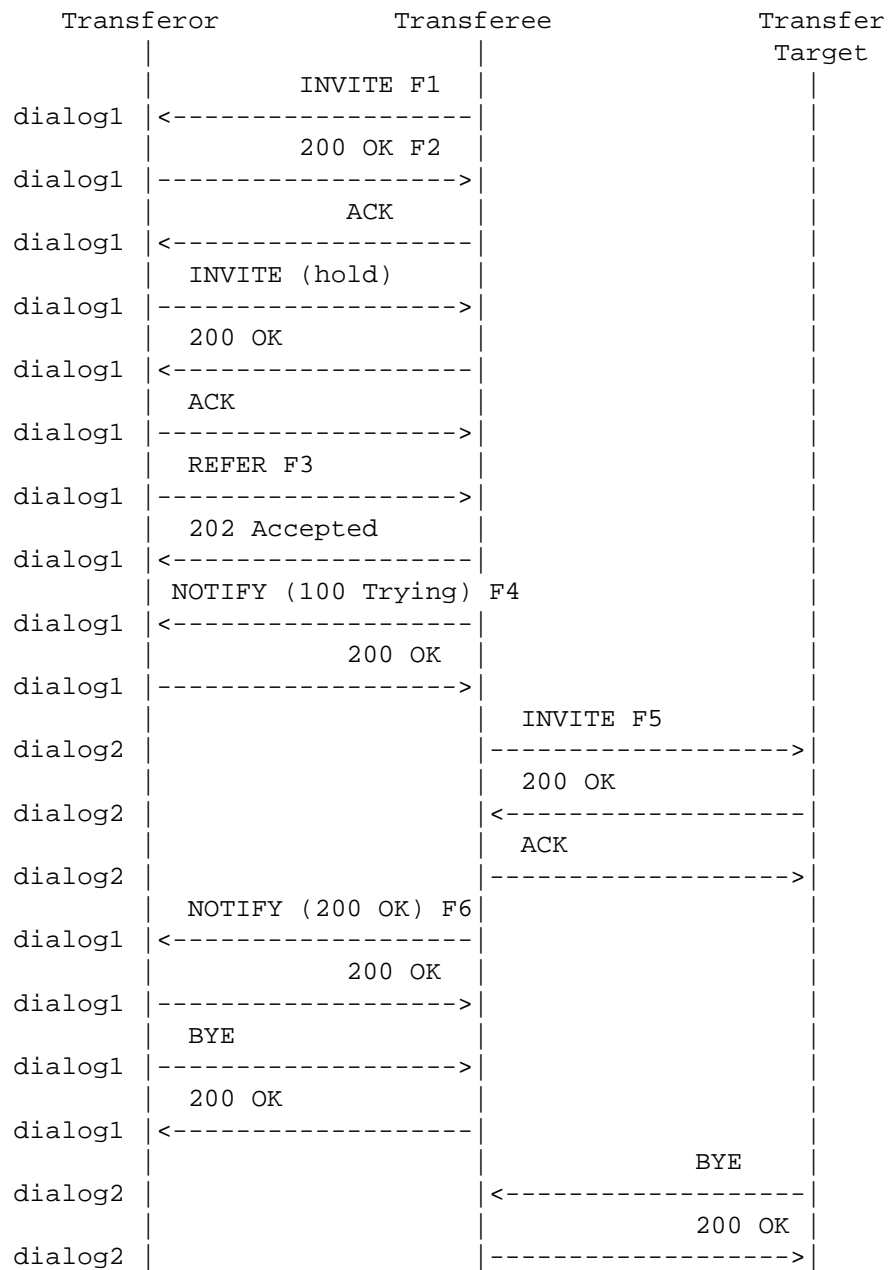 Transferor Transferee Transfer
Target
INVITE F1
dialog1
200 OK F2
dialog1
ACK
dialog1
INVITE (hold)
dialog1
200 OK
dialog1
ACK
dialog1
REFER F3
dialog1
202 Accepted
dialog1
NOTIFY (100 Trying) F4
dialog1
200 OK
dialog1
INVITE F5
dialog2
200 OK
dialog2
ACK
dialog2
NOTIFY (200 OK) F6
dialog1
200 OK
dialog1
BYE
dialog1
200 OK
dialog1
BYE
dialog2
200 OK
dialog2